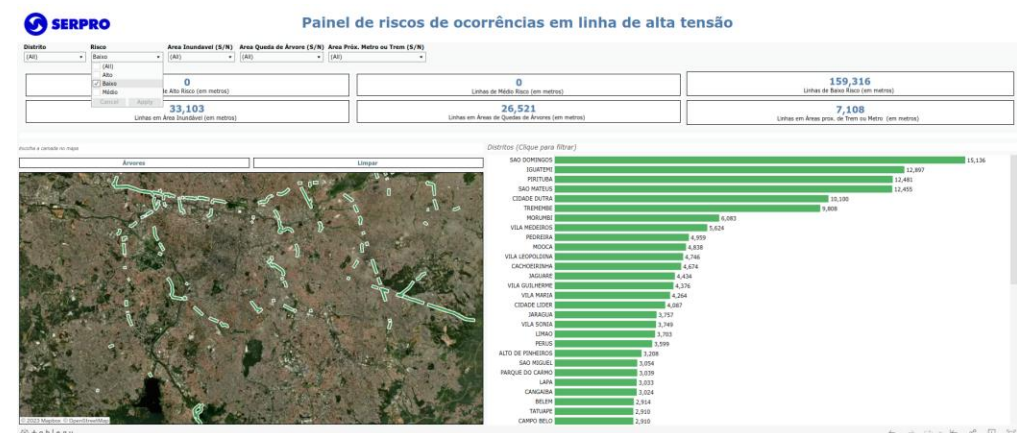 SERPRO
Painel de riscos de ocorrências em linha de alta tensão
Distrito
Risco
Area Inundavel (S/N)
Area Queda de Árvore (S/N)
Area Próx. Metro ou Trem (S/N)
(All)
Baixo
(All)
(All)
(All)
(All)
Alto
Baixo
Médio
Cancel Apply
0
de Alto Risco (em metros)
0
Linhas de Médio Risco (em metros)
159,316
Linhas de Baixo Risco (em metros)
33,103
Linhas em Área Inundável (em metros)
26,521
Linhas em Áreas de Quedas de Árvores (em metros)
7,108
Linhas em Áreas prox. de Trem ou Metro (em metros)
escolha a camada no mapa
Árvores
Limpar
© 2023 Mapbox © OpenStreetMap
Distritos (Clique para filtrar)
SAO DOMINGOS 15,136
IGUATEMI 12,897
PIRITUBA 12,481
SAO MATEUS 12,455
CIDADE DUTRA 10,100
TREMEMBE 9,808
MORUMBI 6,083
VILA MEDEIROS 5,624
PEDREIRA 4,959
MOOCA 4,838
VILA LEOPOLDINA 4,746
CACHOEIRINHA 4,674
JAGUARE 4,434
VILA GUILHERME 4,376
VILA MARIA 4,264
CIDADE LIDER 4,087
JARAGUA 3,757
VILA SONIA 3,749
LIMAO 3,703
PERUS 3,599
ALTO DE PINHEIROS 3,208
SAO MIGUEL 3,054
PARQUE DO CARMO 3,039
LAPA 3,033
CANGAIBA 3,024
BELEM 2,914
TATUAPE 2,910
CAMPO BELO 2,910